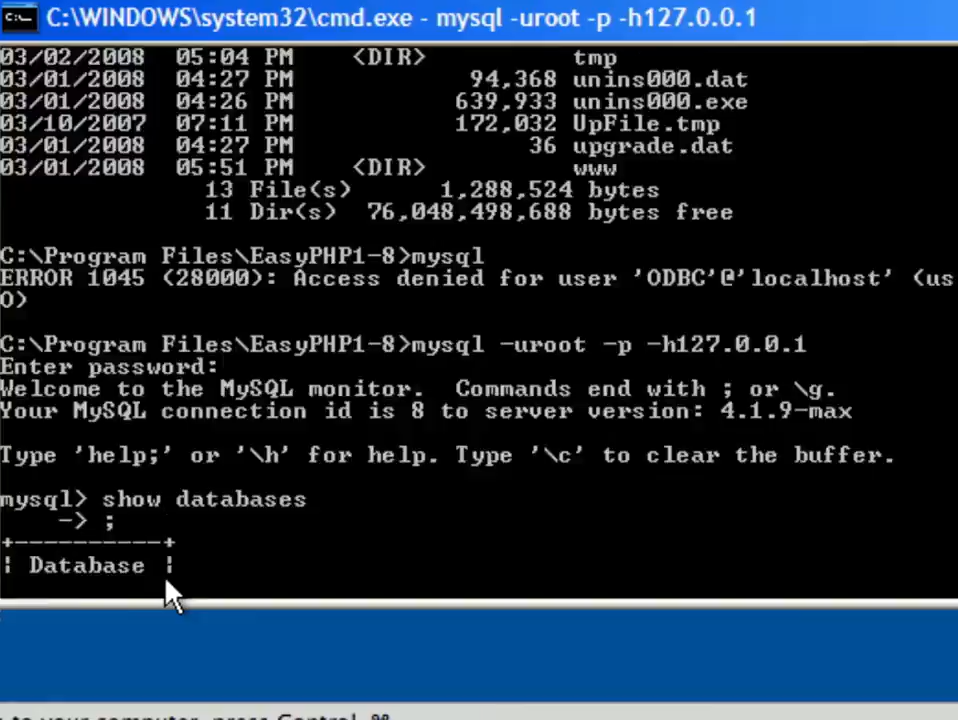 C:\WINDOWS\system32\cmd.exe - mysql -uroot -p -h127.0.0.1
03/02/2008 05:04 PM <DIR> tmp
03/01/2008 04:27 PM 94,368 unins000.dat
03/01/2008 04:26 PM 639,933 unins000.exe
03/10/2007 07:11 PM 172,032 UpFile.tmp
03/01/2008 04:27 PM 36 upgrade.dat
03/01/2008 05:51 PM <DIR> www
13 File(s) 1,288,524 bytes
11 Dir(s) 76,048,498,688 bytes free
C:\Program Files\EasyPHP1-8>mysql
ERROR 1045 (28000): Access denied for user 'ODBC'@'localhost' (us
O)
C:\Program Files\EasyPHP1-8>mysql -uroot -p -h127.0.0.1
Enter password:
Welcome to the MySQL monitor.  Commands end with ; or \g.
Your MySQL connection id is 8 to server version: 4.1.9-max
Type 'help;' or '\h' for help. Type '\c' to clear the buffer.
mysql> show databases
-> ;
+----------+
| Database |
to your computer, press Control-⌘